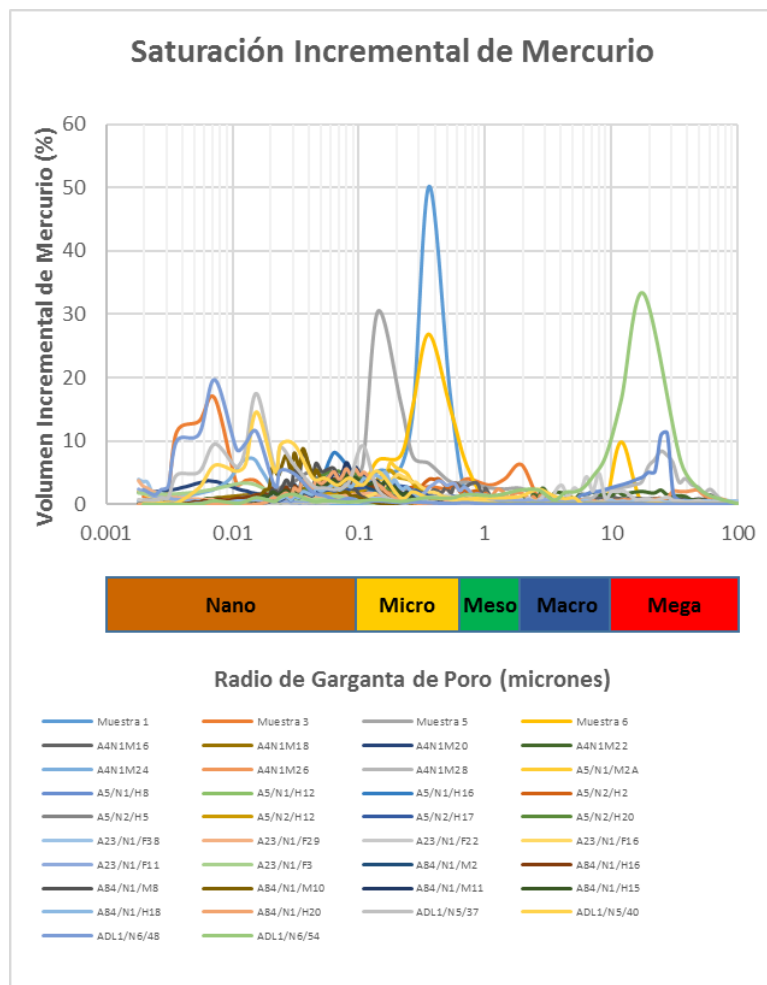 Saturación Incremental de Mercurio
Volumen Incremental de Mercurio (%)
60
50
40
30
20
10
0
0.001 0.01 0.1 1 10 100
Nano Micro Meso Macro Mega
Radio de Garganta de Poro (micrones)
Muestra 1 Muestra 3 Muestra 5 Muestra 6
A4N1M16 A4N1M18 A4N1M20 A4N1M22
A4N1M24 A4N1M26 A4N1M28 A5/N1/M2A
A5/N1/H8 A5/N1/H12 A5/N1/H16 A5/N2/H2
A5/N2/H5 A5/N2/H12 A5/N2/H17 A5/N2/H20
A23/N1/F38 A23/N1/F29 A23/N1/F22 A23/N1/F16
A23/N1/F11 A23/N1/F3 A84/N1/M2 A84/N1/H16
A84/N1/M8 A84/N1/M10 A84/N1/M11 A84/N1/H15
A84/N1/H18 A84/N1/H20 ADL1/N5/37 ADL1/N5/40
ADL1/N6/48 ADL1/N6/54